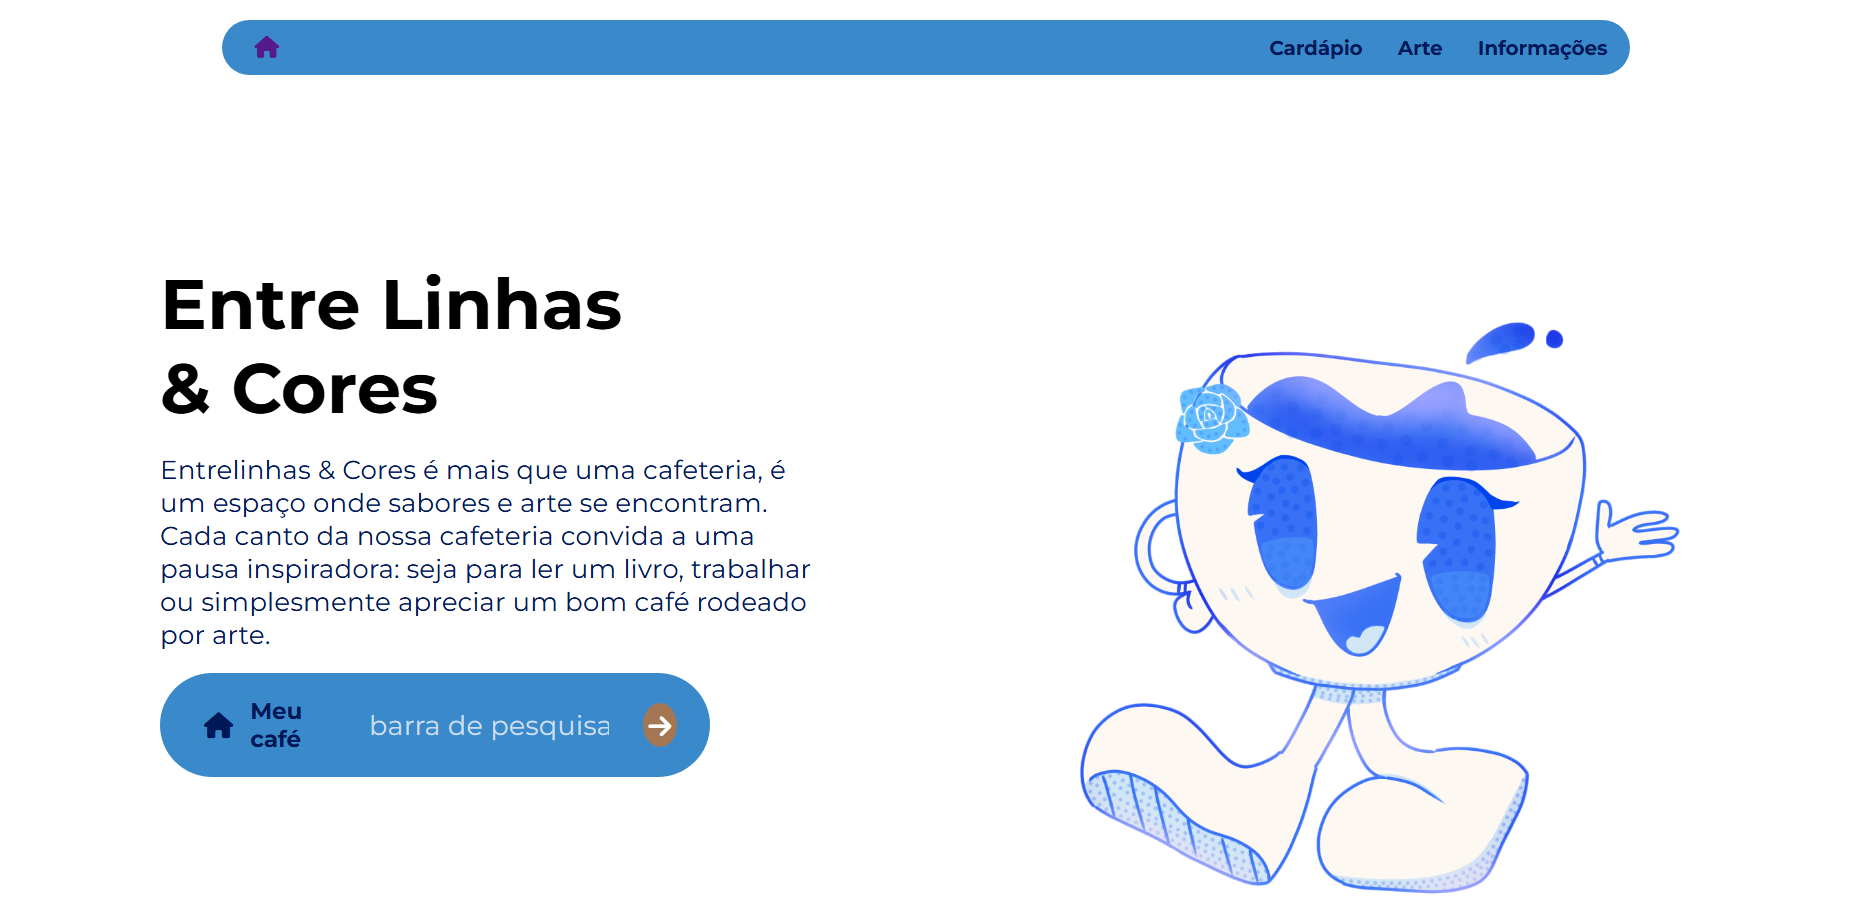 Cardápio Arte Informações
Entre Linhas
& Cores
Entrelinhas & Cores é mais que uma cafeteria, é
um espaço onde sabores e arte se encontram.
Cada canto da nossa cafeteria convida a uma
pausa inspiradora: seja para ler um livro, trabalhar
ou simplesmente apreciar um bom café rodeado
por arte.
Meu
café
barra de pesquisa